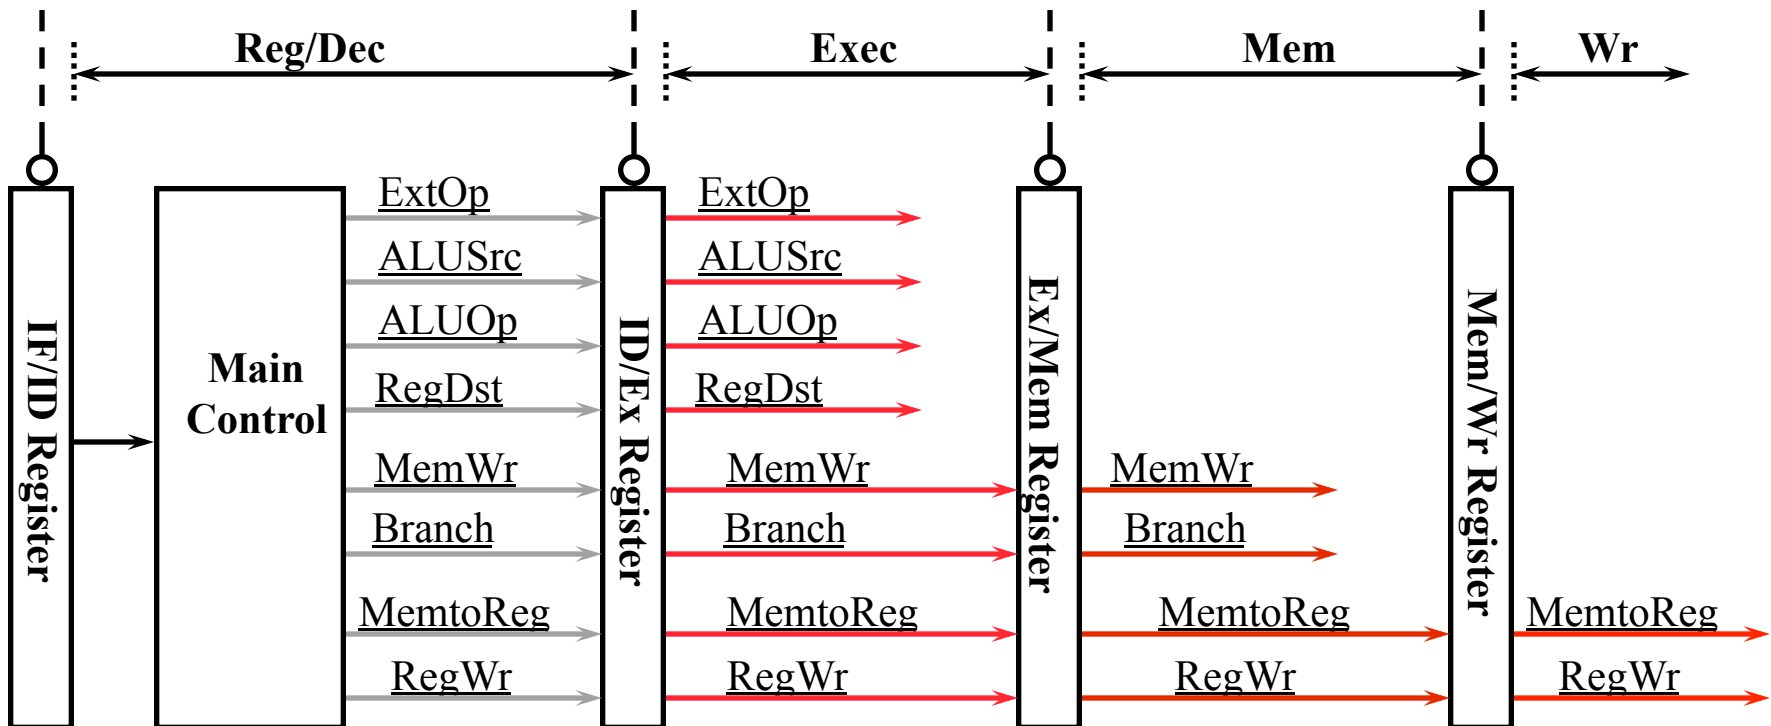 Reg/Dec
Exec
Mem
Wr
ExtOp
ExtOp
ALUSrc
ALUSrc
ALUOp
ALUOp
RegDst
RegDst
MemWr
MemWr
MemWr
Branch
Branch
Branch
MemtoReg
MemtoReg
MemtoReg
MemtoReg
RegWr
RegWr
RegWr
RegWr
IF/ID Register
Main
Control
ID/Ex Register
Ex/Mem Register
Mem/Wr Register